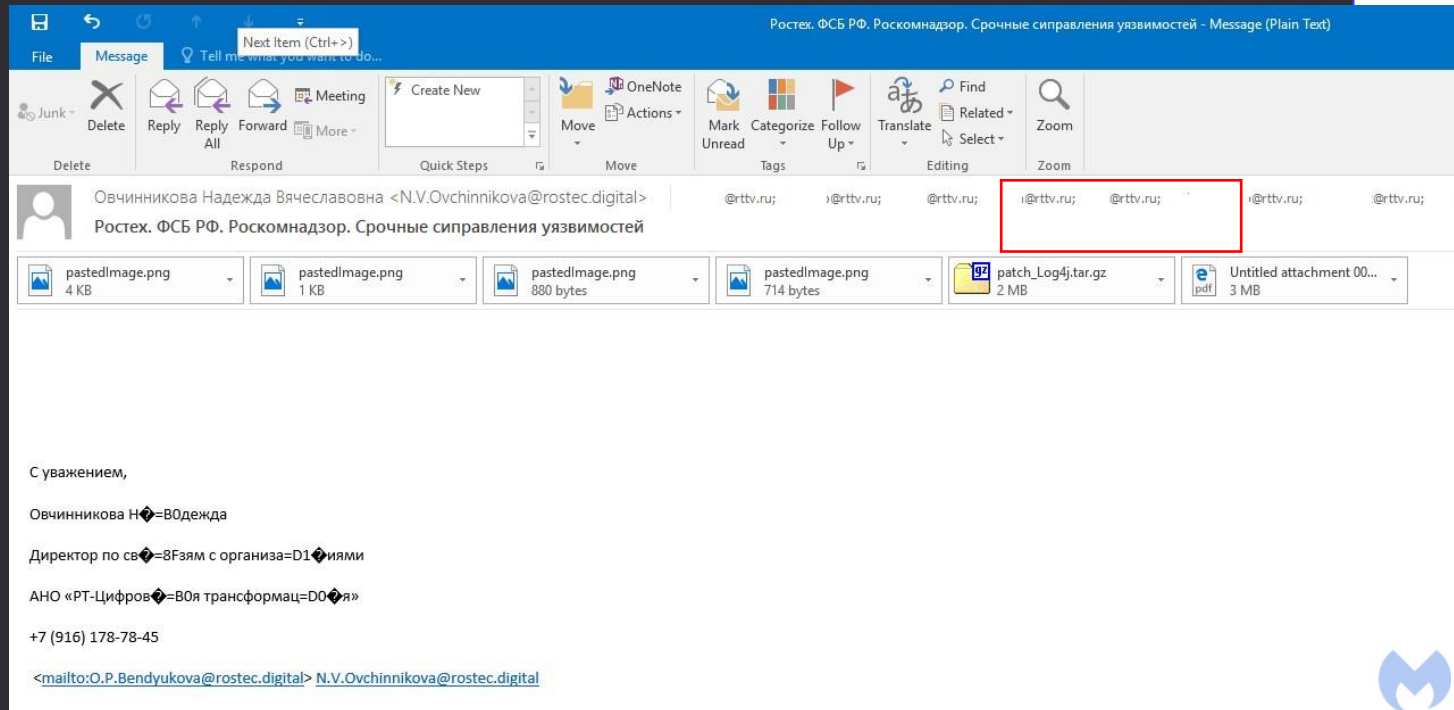 Ростех. ФСБ РФ. Роскомнадзор. Срочные сиправления уязвимостей - Message (Plain Text)
Next Item (Ctrl+>)
File Message Tell me what you want to do...
Junk
Delete
Reply
Reply All
Forward
Meeting
More
Create New
Move
OneNote
Actions
Mark Unread
Categorize
Follow Up
Translate
Find
Related
Select
Zoom
Delete Respond Quick Steps Move Tags Editing Zoom
Овчинникова Надежда Вячеславовна <N.V.Ovchinnikova@rostec.digital> @rttv.ru; @rttv.ru; @rttv.ru; @rttv.ru; @rttv.ru; @rttv.ru; @rttv.ru;
Ростех. ФСБ РФ. Роскомнадзор. Срочные сиправления уязвимостей
pastedImage.png
4 KB
pastedImage.png
1 KB
pastedImage.png
880 bytes
pastedImage.png
714 bytes
gz
patch_Log4j.tar.gz
2 MB
pdf
Untitled attachment 00...
3 MB
С уважением,
Овчинникова Н�=B0дежда
Директор по св�=8Fзям с организа=D1�иями
АНО «РТ-Цифров�=B0я трансформац=D0�я»
+7 (916) 178-78-45
<mailto:O.P.Bendyukova@rostec.digital> N.V.Ovchinnikova@rostec.digital